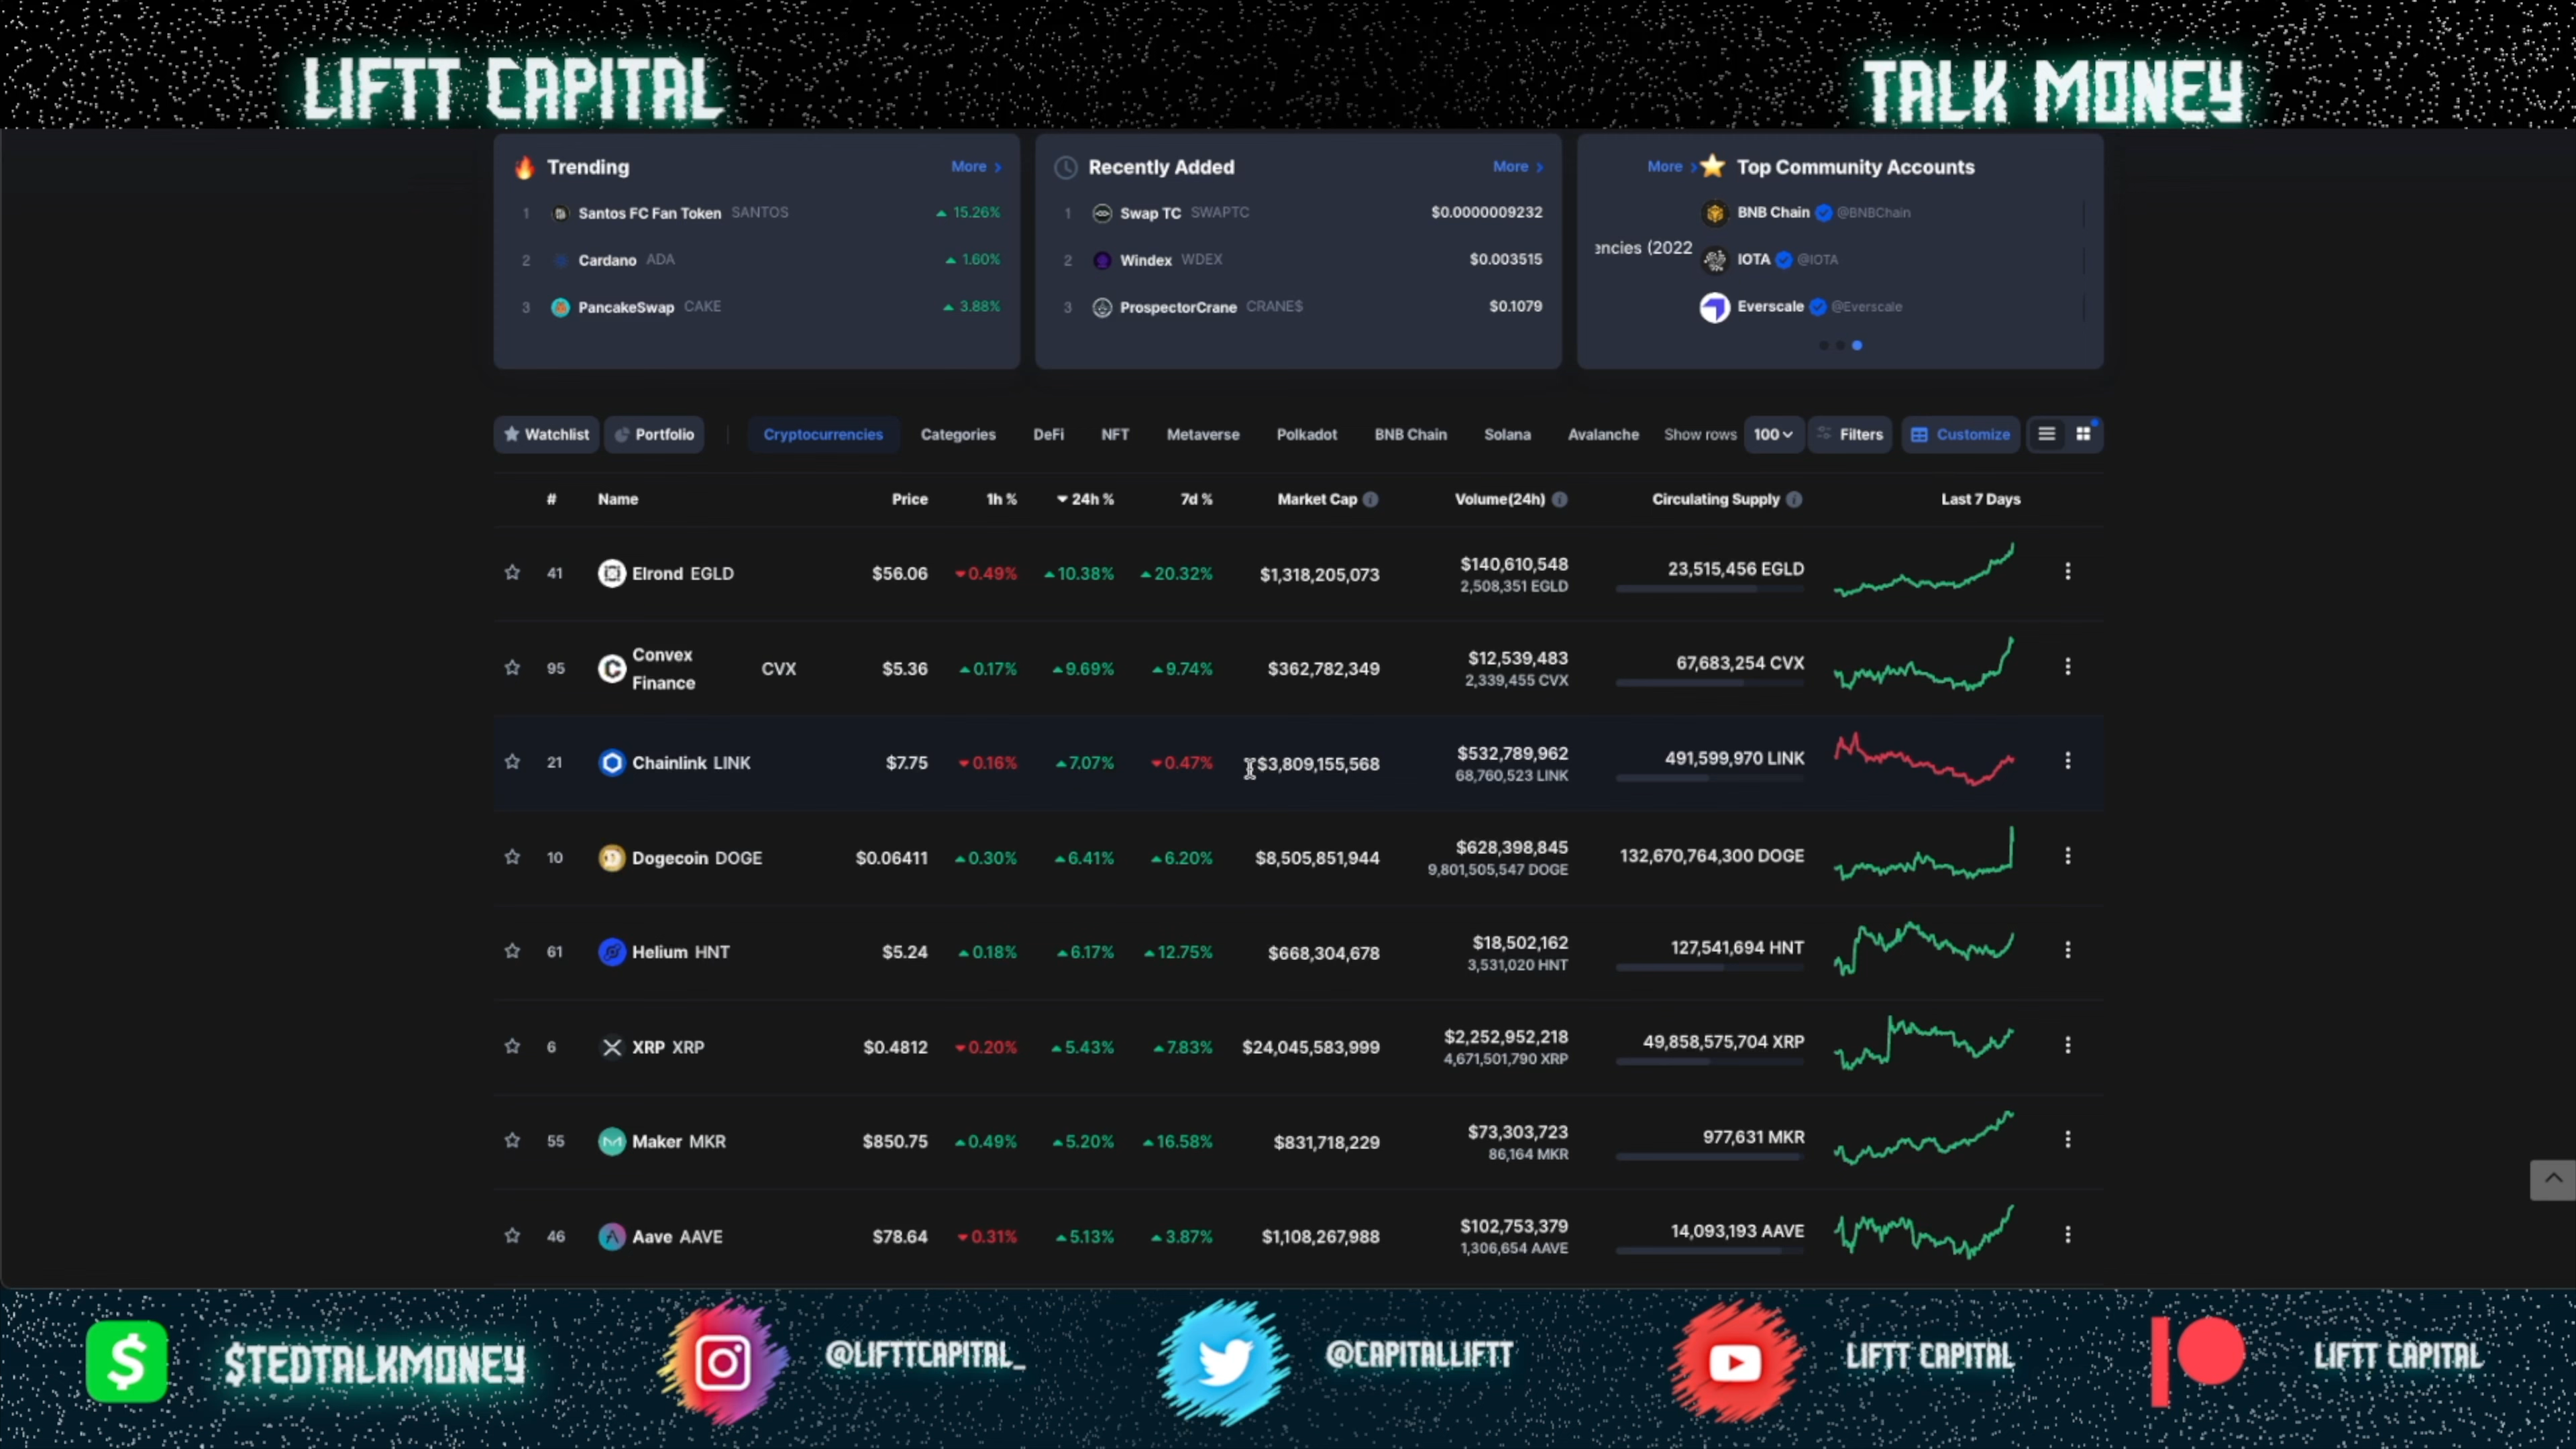 LIFTT CAPITAL
TALK MONEY
Trending
More >
1 Santos FC Fan Token SANTOS 15.26%
2 Cardano ADA 1.60%
3 PancakeSwap CAKE 3.88%
Recently Added
More >
1 Swap TC SWAPTC $0.0000009232
2 Windex WDEX $0.003515
3 ProspectorCrane CRANE$ $0.1079
More >
encies (2022
Top Community Accounts
BNB Chain @BNBChain
IOTA @IOTA
Everscale @Everscale
Watchlist Portfolio Cryptocurrencies Categories DeFi NFT Metaverse Polkadot BNB Chain Solana Avalanche Show rows 100 Filters Customize
# Name Price 1h % 24h % 7d % Market Cap Volume(24h) Circulating Supply Last 7 Days
41 Elrond EGLD $56.06 0.49% 10.38% 20.32% $1,318,205,073 $140,610,548 23,515,456 EGLD
2,508,351 EGLD
95 Convex Finance CVX $5.36 0.17% 9.69% 9.74% $362,782,349 $12,539,483 67,683,254 CVX
2,339,455 CVX
21 Chainlink LINK $7.75 0.16% 7.07% 0.47% $3,809,155,568 $532,789,962 491,599,970 LINK
68,760,523 LINK
10 Dogecoin DOGE $0.06411 0.30% 6.41% 6.20% $8,505,851,944 $628,398,845 132,670,764,300 DOGE
9,801,505,547 DOGE
61 Helium HNT $5.24 0.18% 6.17% 12.75% $668,304,678 $18,502,162 127,541,694 HNT
3,531,020 HNT
6 XRP XRP $0.4812 0.20% 5.43% 7.83% $24,045,583,999 $2,252,952,218 49,858,575,704 XRP
4,671,501,790 XRP
55 Maker MKR $850.75 0.49% 5.20% 16.58% $831,718,229 $73,303,723 977,631 MKR
86,164 MKR
46 Aave AAVE $78.64 0.31% 5.13% 3.87% $1,108,267,988 $102,753,379 14,093,193 AAVE
1,306,654 AAVE
$TEDTALKMONEY
@LIFTTCAPITAL_
@CAPITALLIFTT
LIFTT CAPITAL
LIFTT CAPITAL